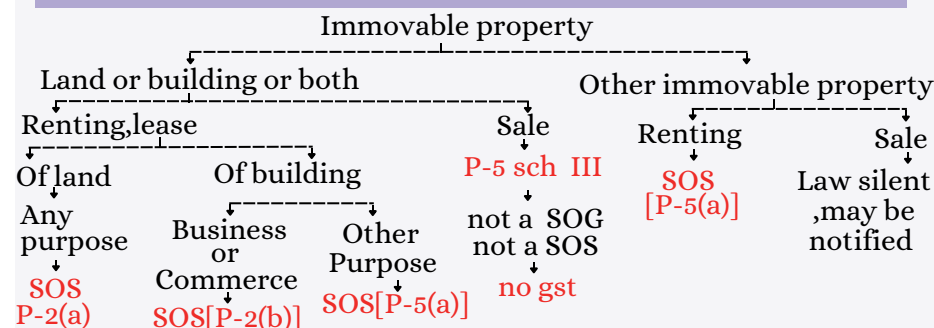 Immovable property
Land or building or both
Other immovable property
Renting,lease
Sale
Renting
Sale
Of land
Of building
P-5 sch III
SOS
[P-5(a)]
Law silent
,may be
notified
Any
purpose
Business
or
Commerce
Other
Purpose
not a SOG
not a SOS
SOS
P-2(a)
SOS[P-2(b)]
SOS[P-5(a)]
no gst